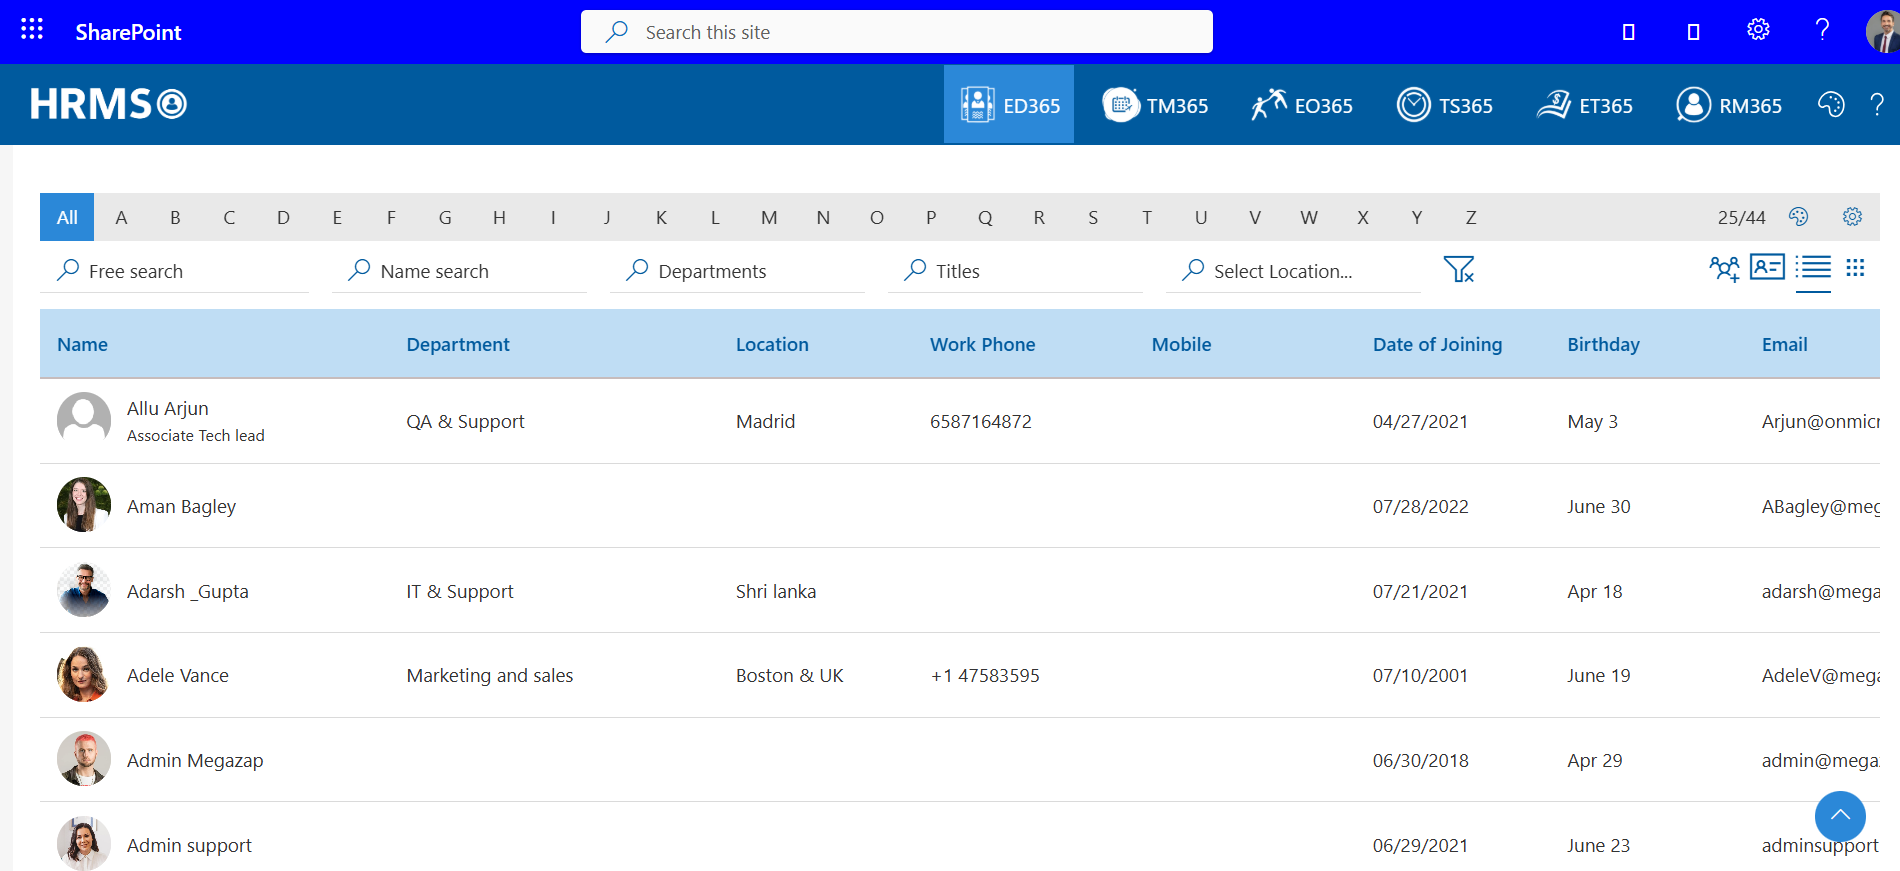 SharePoint
Search this site
?
HRMS
ED365
TM365
EO365
TS365
ET365
RM365
?
All A B C D E F G H I J K L M N O P Q R S T U V W X Y Z
25/44
Free search
Name search
Departments
Titles
Select Location...
Name Department Location Work Phone Mobile Date of Joining Birthday Email
Allu Arjun
Associate Tech lead
QA & Support Madrid 6587164872 04/27/2021 May 3 Arjun@onmicr
Aman Bagley 07/28/2022 June 30 ABagley@meg
Adarsh _Gupta IT & Support Shri lanka 07/21/2021 Apr 18 adarsh@mega
Adele Vance Marketing and sales Boston & UK +1 47583595 07/10/2001 June 19 AdeleV@mega
Admin Megazap 06/30/2018 Apr 29 admin@mega
Admin support 06/29/2021 June 23 adminsupport